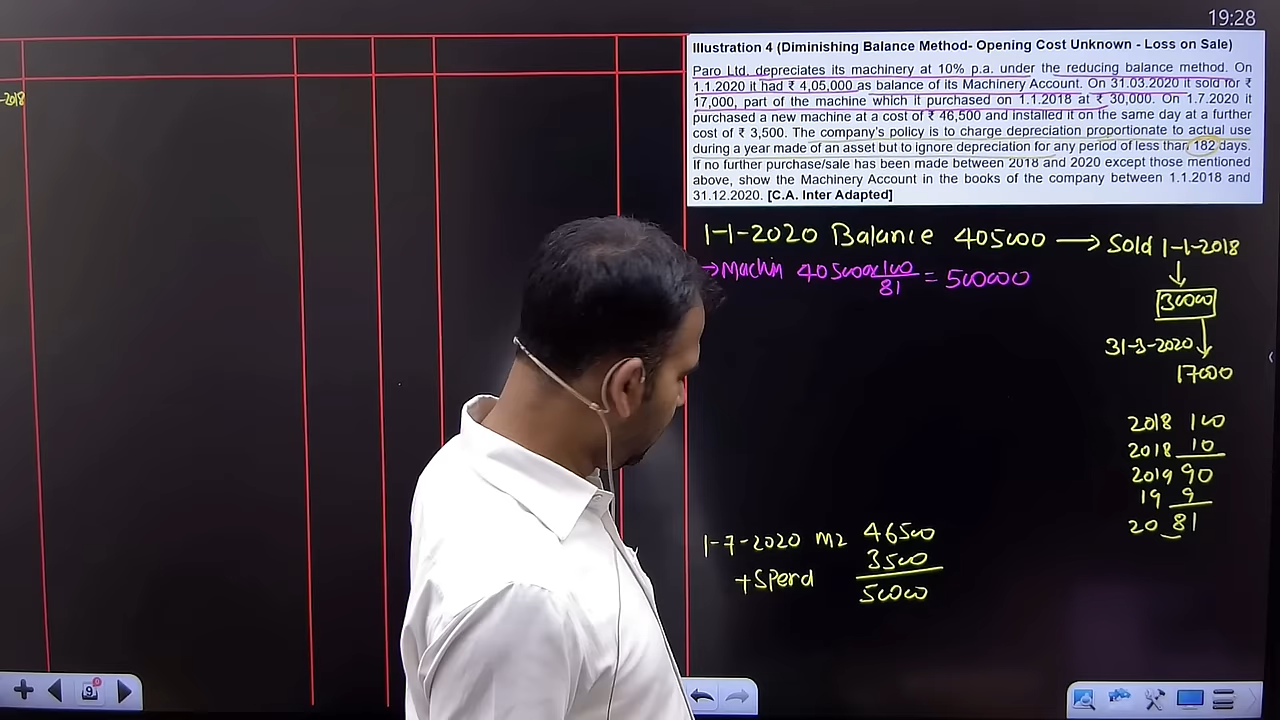 19:28
Illustration 4 (Diminishing Balance Method- Opening Cost Unknown - Loss on Sale)
Paro Ltd. depreciates its machinery at 10% p.a. under the reducing balance method. On
1.1.2020 it had ₹ 4,05,000 as balance of its Machinery Account. On 31.03.2020 it sold for ₹
17,000, part of the machine which it purchased on 1.1.2018 at ₹ 30,000. On 1.7.2020 it
purchased a new machine at a cost of ₹ 46,500 and installed it on the same day at a further
cost of ₹ 3,500. The company's policy is to charge depreciation proportionate to actual use
during a year made of an asset but to ignore depreciation for any period of less than 182 days.
If no further purchase/sale has been made between 2018 and 2020 except those mentioned
above, show the Machinery Account in the books of the company between 1.1.2018 and
31.12.2020. [C.A. Inter Adapted]
-2018
1-1-2020 Balance 405000 → Sold 1-1-2018
→ Machin 405000x100/81 = 500000
30000
31-3-2020
17000
2018 100
2018 10
2019 90
19 9
20 81
1-7-2020 M2 46500
+Spend 3500
50000
9